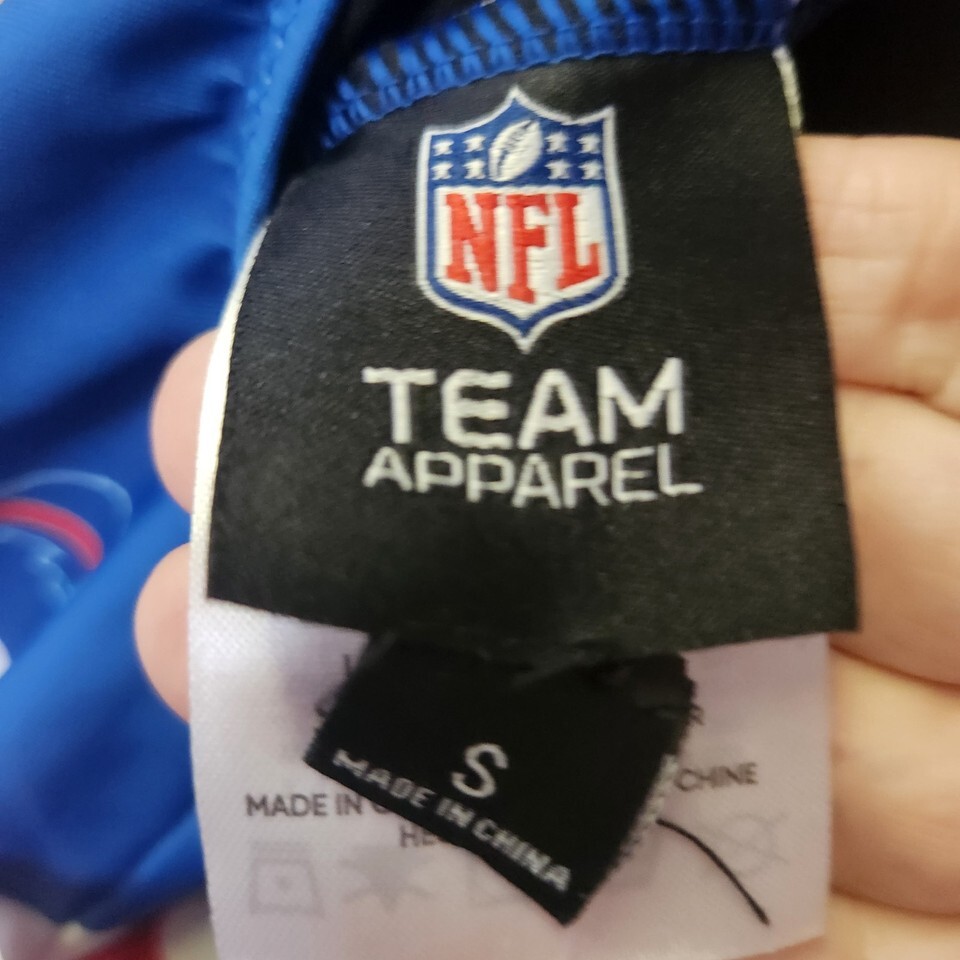 NFL
TEAM
APPAREL
S
MADE IN CHINA
MADE IN
CHINE